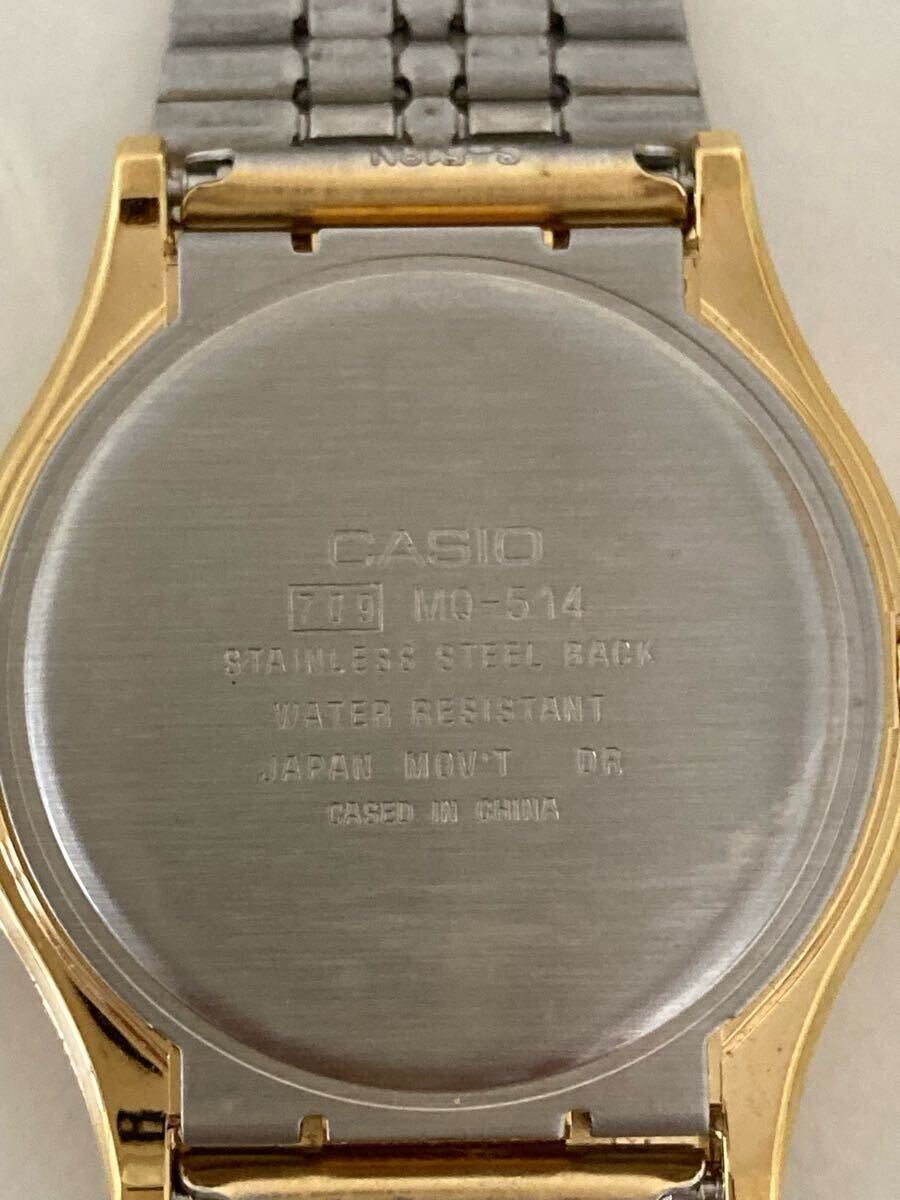 CASIO
709 MQ-514
STAINLESS STEEL BACK
WATER RESISTANT
JAPAN MOV'T DR
CASED IN CHINA